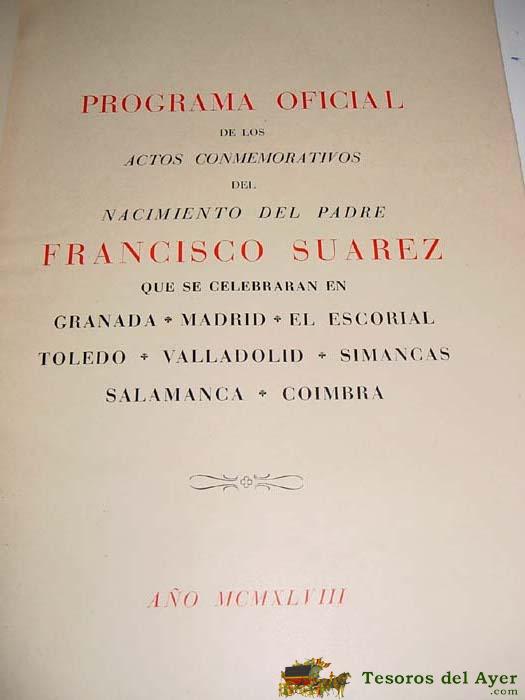 PROGRAMA OFICIAL
DE LOS
ACTOS CONMEMORATIVOS
DEL
NACIMIENTO DEL PADRE
FRANCISCO SUAREZ
QUE SE CELEBRARAN EN
GRANADA * MADRID * EL ESCORIAL
TOLEDO * VALLADOLID * SIMANCAS
SALAMANCA * COIMBRA
AÑO MCMXLVIII
Tesoros del Ayer
.com